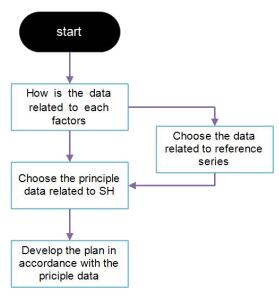 start
How is the data
related to each
factors
Choose the data
related to reference
series
Choose the principle
data related to SH
Develop the plan in
accordance with the
priciple data